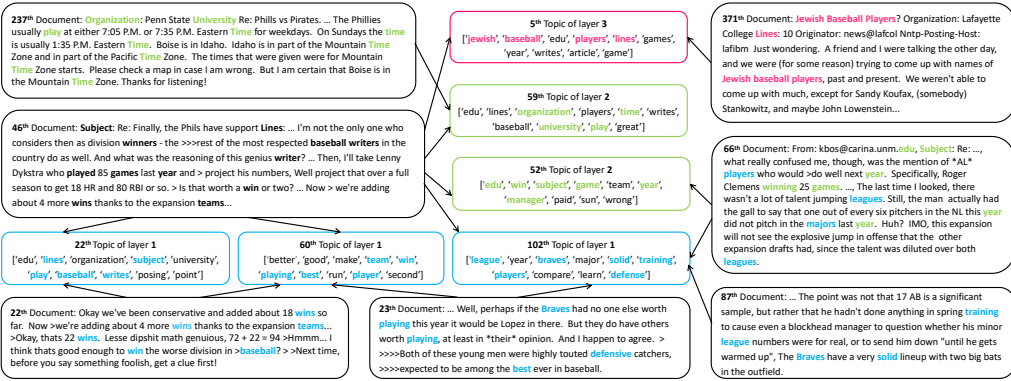 237th Document: Organization: Penn State University Re: Phills vs Pirates. ... The Phillies
usually play at either 7:05 P.M. or 7:35 P.M. Eastern Time for weekdays. On Sundays the time
is usually 1:35 P.M. Eastern Time. Boise is in Idaho. Idaho is in part of the Mountain Time
Zone and in part of the Pacific Time Zone. The times that were given were for Mountain
Time Zone starts. Please check a map in case I am wrong. But I am certain that Boise is in
the Mountain Time Zone. Thanks for listening!
5th Topic of layer 3
['jewish', 'baseball', 'edu', 'players', 'lines', 'games',
'year', 'writes', 'article', 'game']
371th Document: Jewish Baseball Players? Organization: Lafayette
College Lines: 10 Originator: news@lafcol Nntp-Posting-Host:
lafibm Just wondering. A friend and I were talking the other day,
and we were (for some reason) trying to come up with names of
Jewish baseball players, past and present. We weren't able to
come up with much, except for Sandy Koufax, (somebody)
Stankowitz, and maybe John Lowenstein...
59th Topic of layer 2
['edu', 'lines', 'organization', 'players', 'time', 'writes',
'baseball', 'university', 'play', 'great']
46th Document: Subject: Re: Finally, the Phils have support Lines: ... I'm not the only one who
considers then as division winners - the >>>rest of the most respected baseball writers in the
country do as well. And what was the reasoning of this genius writer? ... Then, I'll take Lenny
Dykstra who played 85 games last year and > project his numbers, Well project that over a full
season to get 18 HR and 80 RBI or so. > Is that worth a win or two? ... Now > we're adding
about 4 more wins thanks to the expansion teams...
52th Topic of layer 2
['edu', 'win', 'subject', 'game', 'team', 'year',
'manager', 'paid', 'sun', 'wrong']
66th Document: From: kbos@carina.unm.edu, Subject: Re: ...,
what really confused me, though, was the mention of *AL*
players who would >do well next year. Specifically, Roger
Clemens winning 25 games. ..., The last time I looked, there
wasn't a lot of talent jumping leagues. Still, the man actually had
the gall to say that one out of every six pitchers in the NL this year
did not pitch in the majors last year. Huh? IMO, this expansion
will not see the explosive jump in offense that the other
expansion drafts had, since the talent was diluted over both
leagues.
22th Topic of layer 1
['edu', 'lines', 'organization', 'subject', 'university',
'play', 'baseball', 'writes', 'posing', 'point']
60th Topic of layer 1
['better', 'good', 'make', 'team', 'win',
'playing', 'best', 'run', 'player', 'second']
102th Topic of layer 1
['league', 'year', 'braves', 'major', 'solid', 'training',
'players', 'compare', 'learn', 'defense']
22th Document: Okay we've been conservative and added about 18 wins so
far. Now >we're adding about 4 more wins thanks to the expansion teams...
>Okay, thats 22 wins. Lesse dipshit math genuious, 72 + 22 = 94 >Hmmm... I
thinks thats good enough to win the worse division in >baseball? > >Next time,
before you say something foolish, get a clue first!
23th Document: ... Well, perhaps if the Braves had no one else worth
playing this year it would be Lopez in there. But they do have others
worth playing, at least in *their* opinion. And I happen to agree. >
>>>>Both of these young men were highly touted defensive catchers,
>>>>expected to be among the best ever in baseball.
87th Document: ... The point was not that 17 AB is a significant
sample, but rather that he hadn't done anything in spring training
to cause even a blockhead manager to question whether his minor
league numbers were for real, or to send him down "until he gets
warmed up", The Braves have a very solid lineup with two big bats
in the outfield.